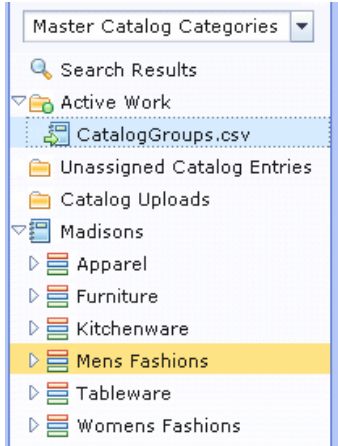 Master Catalog Categories
Search Results
Active Work
CatalogGroups.csv
Unassigned Catalog Entries
Catalog Uploads
Madisons
Apparel
Furniture
Kitchenware
Mens Fashions
Tableware
Womens Fashions